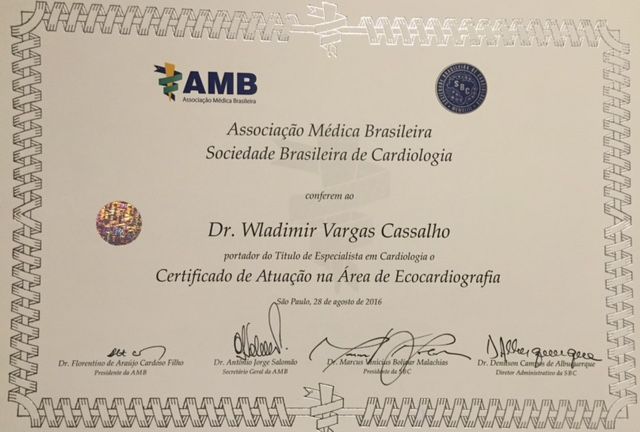 AMB
Associação Médica Brasileira
SBC
Associação Médica Brasileira
Sociedade Brasileira de Cardiologia
conferem ao
Dr. Wladimir Vargas Cassalho
portador do Título de Especialista em Cardiologia o
Certificado de Atuação na Área de Ecocardiografia
São Paulo, 28 de agosto de 2016
Dr. Florentino de Araújo Cardoso Filho
Presidente da AMB
Dr. Antônio Jorge Salomão
Secretário Geral da AMB
Dr. Marcus Vinícius Bolívar Malachias
Presidente da SBC
Dr. Denilson Campos de Albuquerque
Diretor Administrativo da SBC